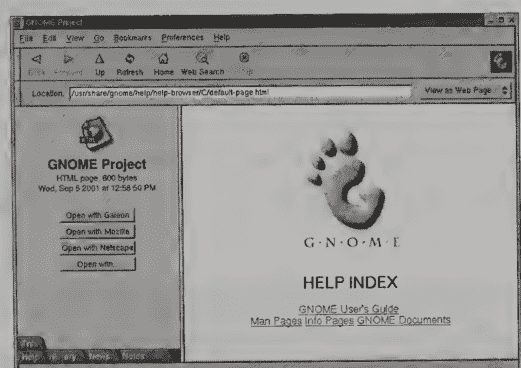 GNOME Project
File Edit View Go Bookmarks Preferences Help
Up Refresh Home Web Search
Location: /usr/share/gnome/help/help-browser/C/default-page.html View as Web Page
GNOME Project
HTML page, 600 bytes
Wed, Sep 5 2001 at 12:58:50 PM
Open with Galeon
Open with Mozilla
Open with Netscape
Open with...
G·N·O·M·E
HELP INDEX
GNOME User's Guide
Man Pages Info Pages GNOME Documents
Tree
Help News Notes